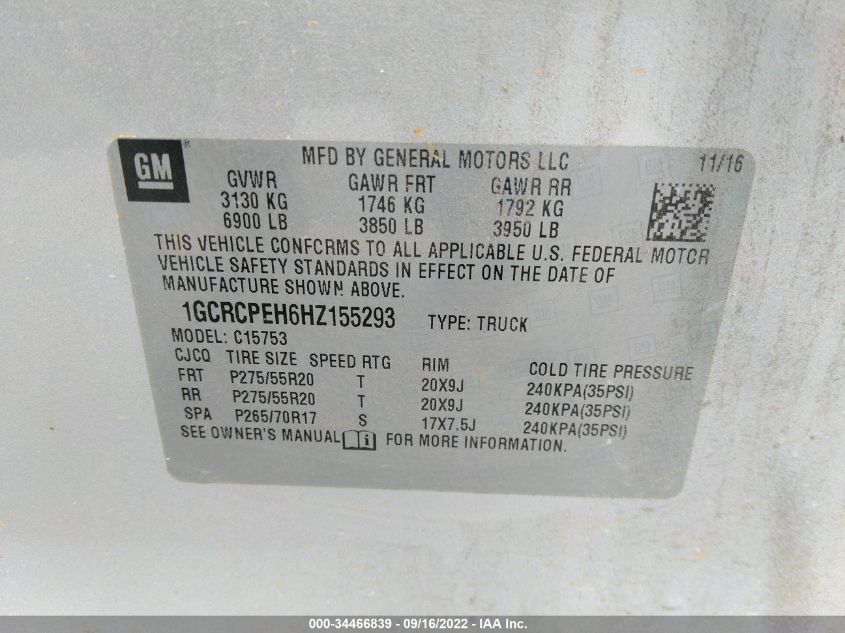 GM ®
MFD BY GENERAL MOTORS LLC 11/16
GVWR GAWR FRT GAWR RR
3130 KG 1746 KG 1792 KG
6900 LB 3850 LB 3950 LB
THIS VEHICLE CONFORMS TO ALL APPLICABLE U.S. FEDERAL MOTOR
VEHICLE SAFETY STANDARDS IN EFFECT ON THE DATE OF
MANUFACTURE SHOWN ABOVE.
1GCRCPEH6HZ155293 TYPE: TRUCK
MODEL: C15753
CJCQ TIRE SIZE SPEED RTG RIM COLD TIRE PRESSURE
FRT P275/55R20 T 20X9J 240KPA(35PSI)
RR P275/55R20 T 20X9J 240KPA(35PSI)
SPA P265/70R17 S 17X7.5J 240KPA(35PSI)
SEE OWNER'S MANUAL i FOR MORE INFORMATION.
000-34466839 - 09/16/2022 - IAA Inc.